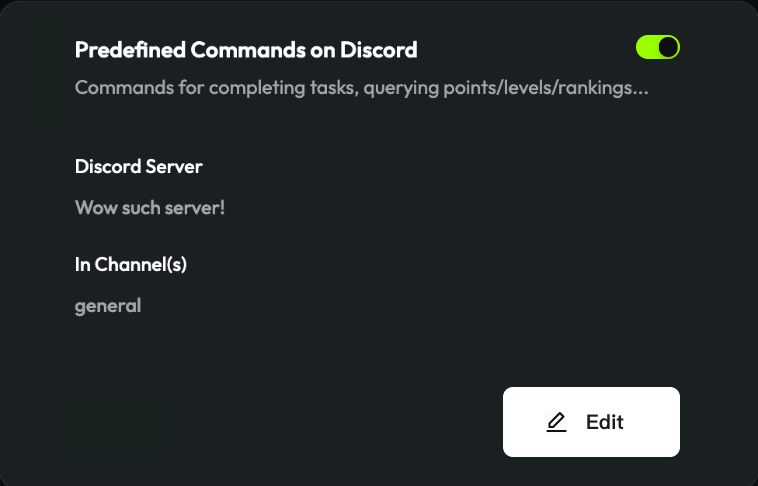 Predefined Commands on Discord
Commands for completing tasks, querying points/levels/rankings...
Discord Server
Wow such server!
In Channel(s)
general
Edit